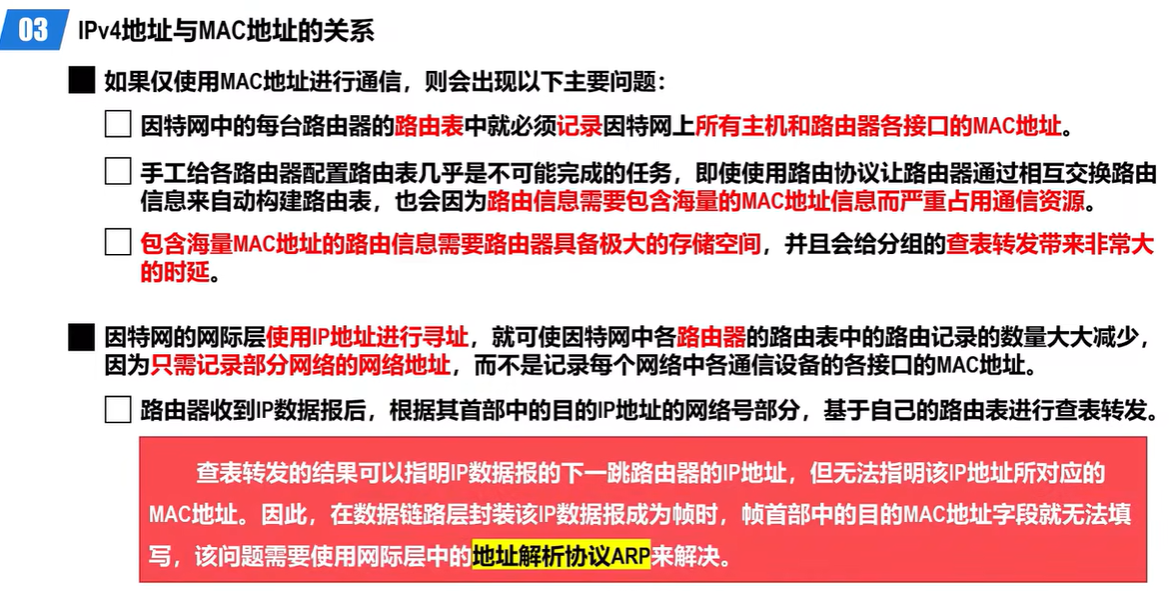 03 IPv4地址与MAC地址的关系
如果仅使用MAC地址进行通信，则会出现以下主要问题：
因特网中的每台路由器的路由表中就必须记录因特网上所有主机和路由器各接口的MAC地址。
手工给各路由器配置路由表几乎是不可能完成的任务，即使使用路由协议让路由器通过相互交换路由
信息来自动构建路由表，也会因为路由信息需要包含海量的MAC地址信息而严重占用通信资源。
包含海量MAC地址的路由信息需要路由器具备极大的存储空间，并且会给分组的查表转发带来非常大
的时延。
因特网的网际层使用IP地址进行寻址，就可使因特网中各路由器的路由表中的路由记录的数量大大减少，
因为只需记录部分网络的网络地址，而不是记录每个网络中各通信设备的各接口的MAC地址。
路由器收到IP数据报后，根据其首部中的目的IP地址的网络号部分，基于自己的路由表进行查表转发。
查表转发的结果可以指明IP数据报的下一跳路由器的IP地址，但无法指明该IP地址所对应的
MAC地址。因此，在数据链路层封装该IP数据报成为帧时，帧首部中的目的MAC地址字段就无法填
写，该问题需要使用网际层中的地址解析协议ARP来解决。